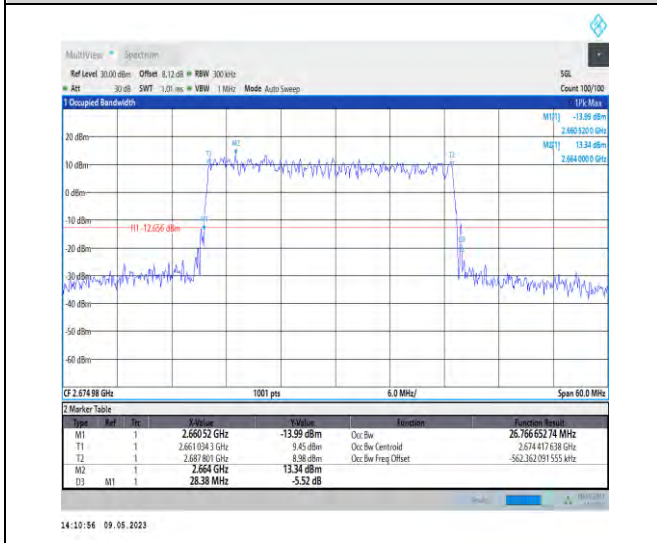 MultiView Spectrum
Ref Level 30.00 dBm Offset 8.12 dB RBW 300 kHz SGL
Att 30 dB SWT 1.01 ms VBW 1 MHz Mode Auto Sweep Count 100/100
1 Occupied Bandwidth 1Pk Max
M1[1] -13.99 dBm
2.660 520 0 GHz
M2[1] 13.34 dBm
2.664 000 0 GHz
20 dBm
M2
T1
T2
10 dBm
0 dBm
-10 dBm
H1 -12.656 dBm
M1
-20 dBm
-30 dBm
-40 dBm
-50 dBm
-60 dBm
CF 2.674 98 GHz 1001 pts 6.0 MHz/ Span 60.0 MHz
2 Marker Table
Type Ref Trc X-Value Y-Value Function Function Result
M1 1 2.660 52 GHz -13.99 dBm Occ Bw 26.766 652 74 MHz
T1 1 2.661 034 3 GHz 9.45 dBm Occ Bw Centroid 2.674 417 638 GHz
T2 1 2.687 801 GHz 8.98 dBm Occ Bw Freq Offset -562.362 091 555 kHz
M2 1 2.664 GHz 13.34 dBm
D3 M1 1 28.38 MHz -5.52 dB
14:10:56 09.05.2023